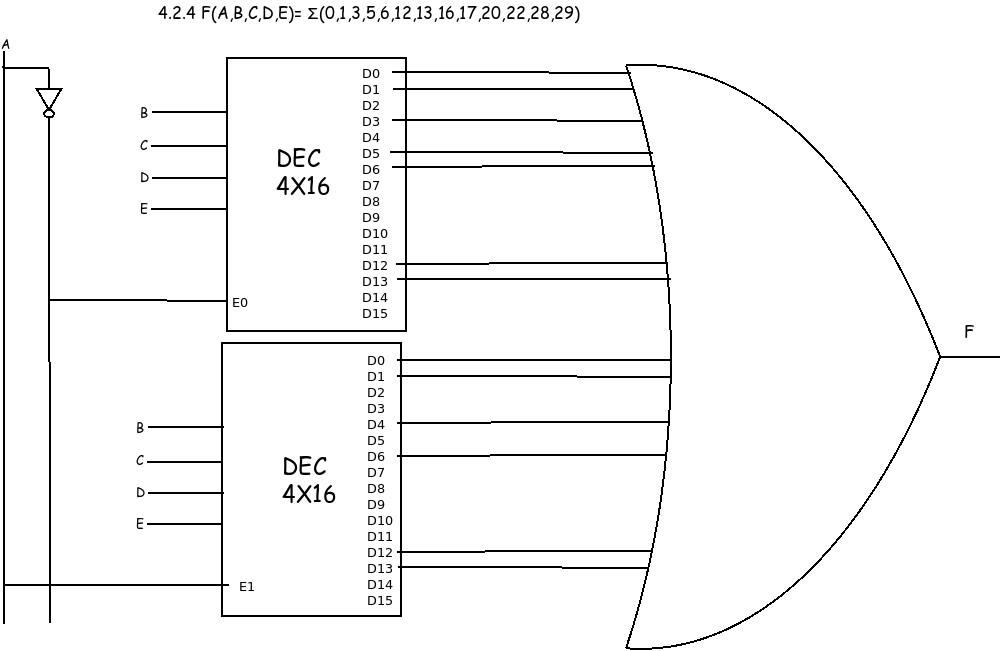 4.2.4 F(A,B,C,D,E)= Σ(0,1,3,5,6,12,13,16,17,20,22,28,29)
A
B
C
D
E
E0
DEC
4X16
D0
D1
D2
D3
D4
D5
D6
D7
D8
D9
D10
D11
D12
D13
D14
D15
F
B
C
D
E
E1
DEC
4X16
D0
D1
D2
D3
D4
D5
D6
D7
D8
D9
D10
D11
D12
D13
D14
D15